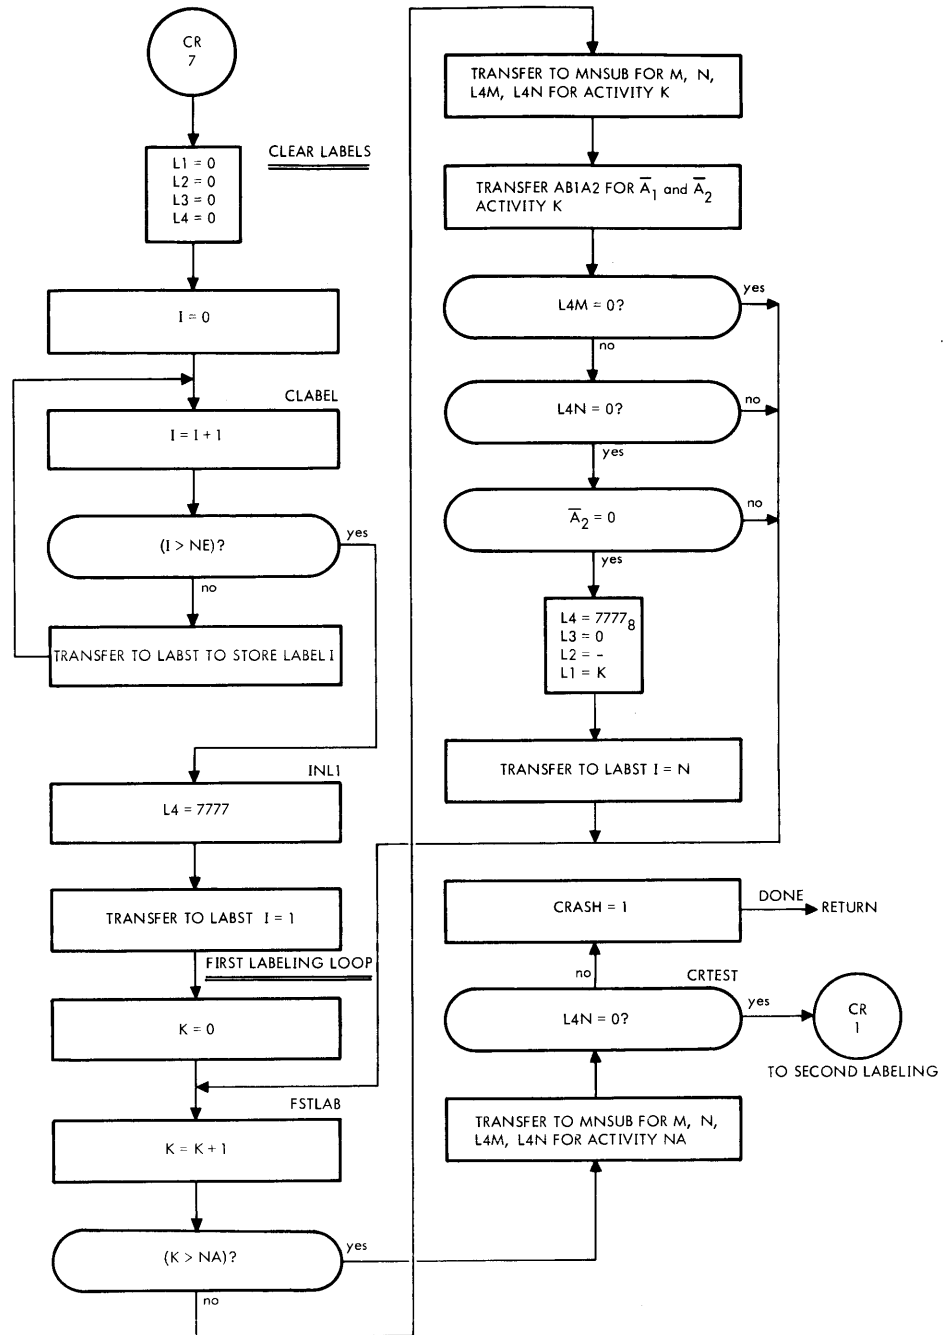 CR
7
CLEAR LABELS
L1 = 0
L2 = 0
L3 = 0
L4 = 0
I = 0
CLABEL
I = I + 1
(I > NE)?
yes
no
TRANSFER TO LABST TO STORE LABEL I
INL1
L4 = 7777
TRANSFER TO LABST I = 1
FIRST LABELING LOOP
K = 0
FSTLAB
K = K + 1
(K > NA)?
yes
no
TRANSFER TO MNSUB FOR M, N,
L4M, L4N FOR ACTIVITY K
TRANSFER AB1A2 FOR A̅₁ and A̅₂
ACTIVITY K
L4M = 0?
yes
no
L4N = 0?
no
yes
A̅₂ = 0
no
yes
L4 = 7777₈
L3 = 0
L2 = -
L1 = K
TRANSFER TO LABST I = N
CRASH = 1
DONE
RETURN
no
CRTEST
L4N = 0?
yes
CR
1
TO SECOND LABELING
TRANSFER TO MNSUB FOR M, N,
L4M, L4N FOR ACTIVITY NA